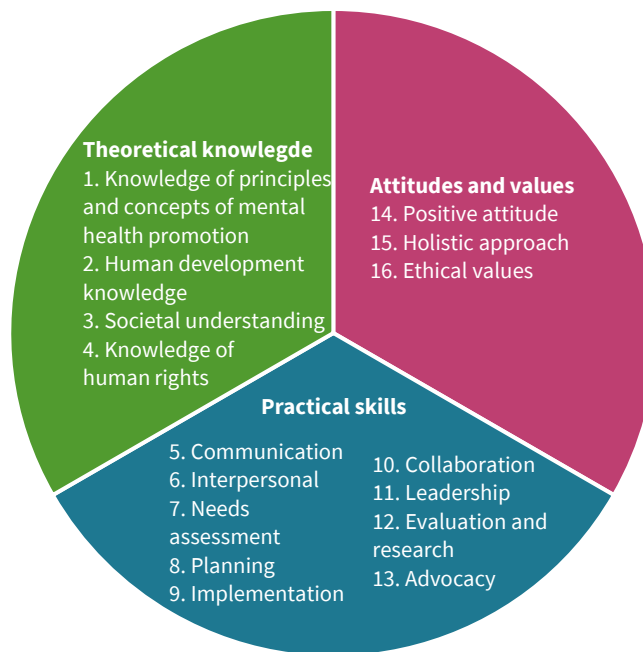 Theoretical knowlegde
1. Knowledge of principles
and concepts of mental
health promotion
2. Human development
knowledge
3. Societal understanding
4. Knowledge of
human rights
Attitudes and values
14. Positive attitude
15. Holistic approach
16. Ethical values
Practical skills
5. Communication
6. Interpersonal
7. Needs
assessment
8. Planning
9. Implementation
10. Collaboration
11. Leadership
12. Evaluation and
research
13. Advocacy